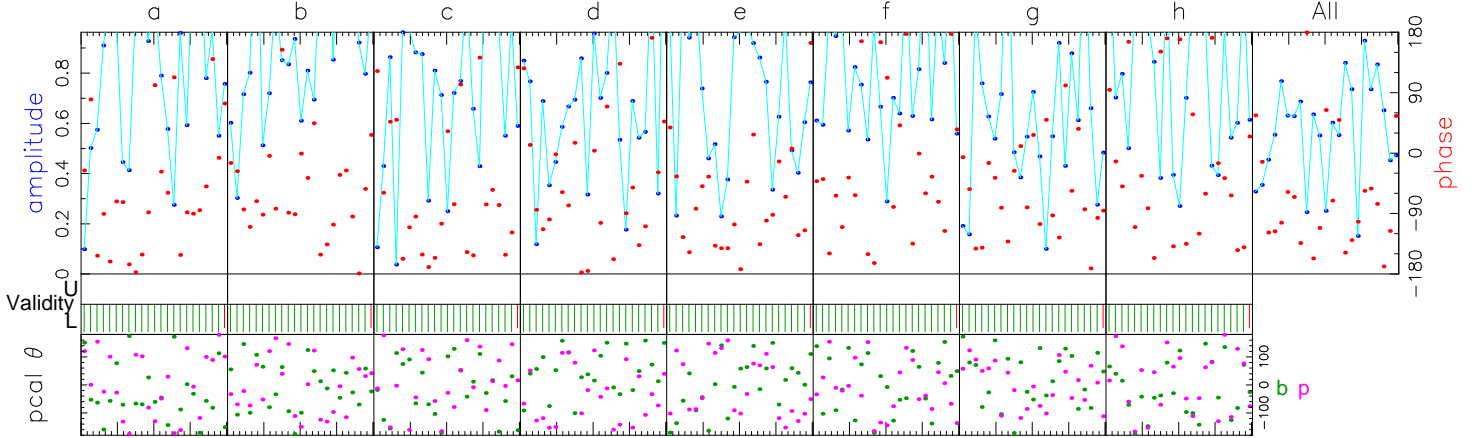 a b c d e f g h All
amplitude
0 0.2 0.4 0.6 0.8
180 90 0 −90 −180
phase
U
Validity
L
pcal θ
100 0 −100
b p